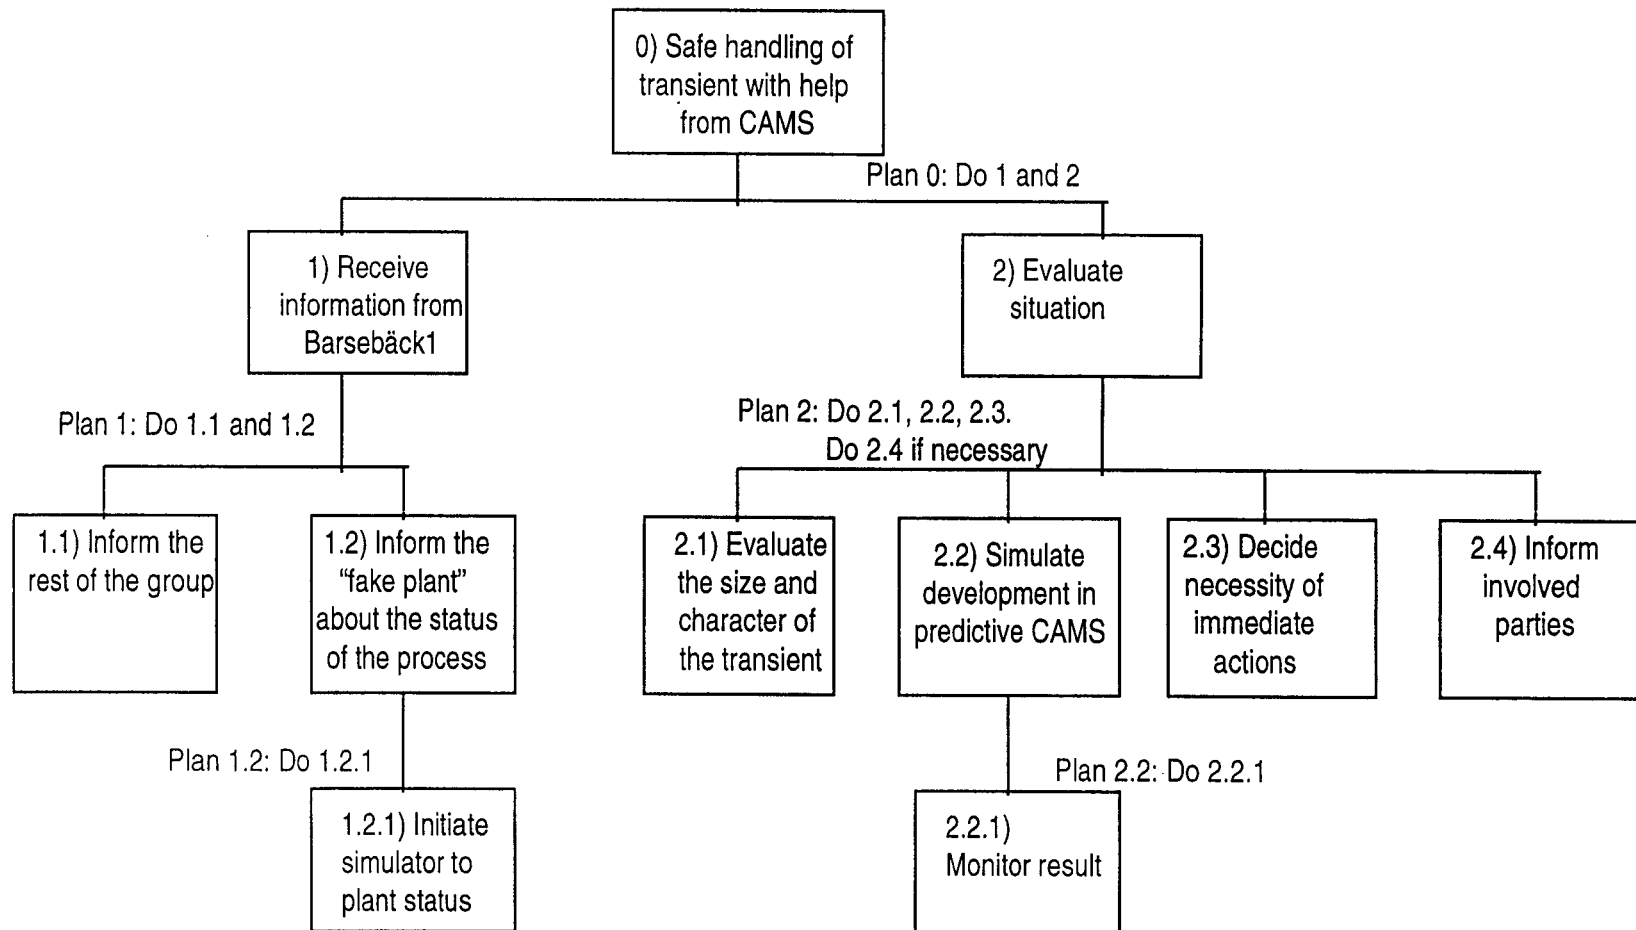 0) Safe handling of
transient with help
from CAMS
Plan 0: Do 1 and 2
1) Receive
information from
Barsebäck1
2) Evaluate
situation
Plan 1: Do 1.1 and 1.2
Plan 2: Do 2.1, 2.2, 2.3.
Do 2.4 if necessary
1.1) Inform the
rest of the group
1.2) Inform the
“fake plant”
about the status
of the process
2.1) Evaluate
the size and
character of
the transient
2.2) Simulate
development in
predictive CAMS
2.3) Decide
necessity of
immediate
actions
2.4) Inform
involved
parties
Plan 1.2: Do 1.2.1
Plan 2.2: Do 2.2.1
1.2.1) Initiate
simulator to
plant status
2.2.1)
Monitor result